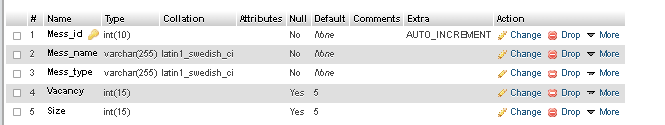 # Name Type Collation Attributes Null Default Comments Extra Action
1 Mess_id int(10) No None AUTO_INCREMENT Change Drop More
2 Mess_name varchar(255) latin1_swedish_ci No None Change Drop More
3 Mess_type varchar(255) latin1_swedish_ci No None Change Drop More
4 Vacancy int(15) Yes 5 Change Drop More
5 Size int(15) Yes 5 Change Drop More